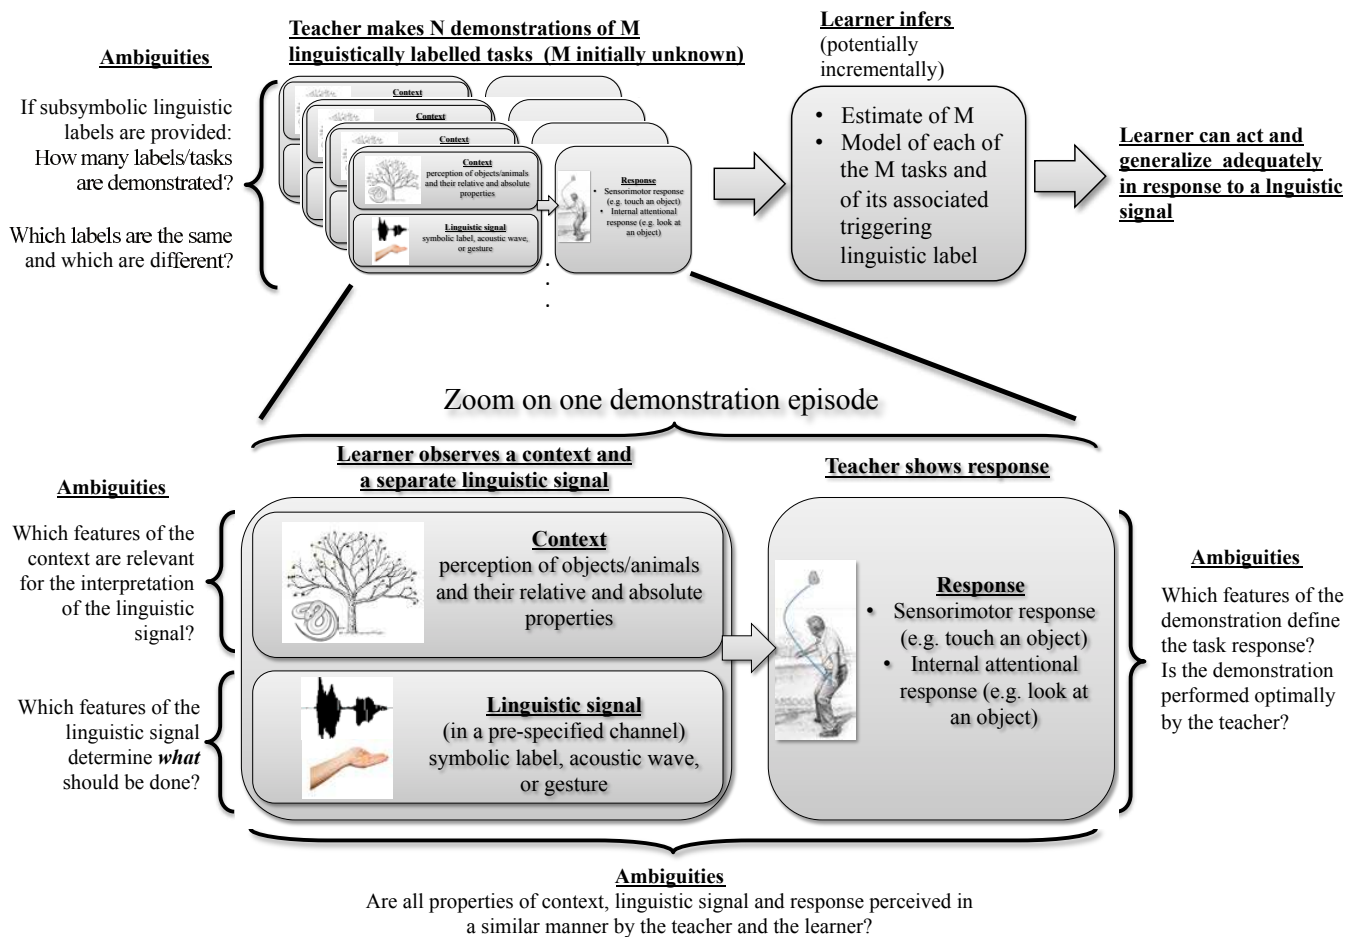 Teacher makes N demonstrations of M
linguistically labelled tasks (M initially unknown)
Learner infers
(potentially
incrementally)
Ambiguities
If subsymbolic linguistic
labels are provided:
How many labels/tasks
are demonstrated?
Which labels are the same
and which are different?
Context
Context
Context
Context
perception of objects/animals
and their relative and absolute
properties
Linguistic signal
symbolic label, acoustic wave,
or gesture
Response
• Sensorimotor response
(e.g. touch an object)
• Internal attentional
response (e.g. look at
an object)
• Estimate of M
• Model of each of
the M tasks and
of its associated
triggering
linguistic label
Learner can act and
generalize adequately
in response to a lnguistic
signal
.
.
.
Zoom on one demonstration episode
Learner observes a context and
a separate linguistic signal
Teacher shows response
Ambiguities
Which features of the
context are relevant
for the interpretation
of the linguistic
signal?
Which features of the
linguistic signal
determine what
should be done?
Context
perception of objects/animals
and their relative and absolute
properties
Linguistic signal
(in a pre-specified channel)
symbolic label, acoustic wave,
or gesture
Response
• Sensorimotor response
(e.g. touch an object)
• Internal attentional
response (e.g. look at
an object)
Ambiguities
Which features of the
demonstration define
the task response?
Is the demonstration
performed optimally
by the teacher?
Ambiguities
Are all properties of context, linguistic signal and response perceived in
a similar manner by the teacher and the learner?